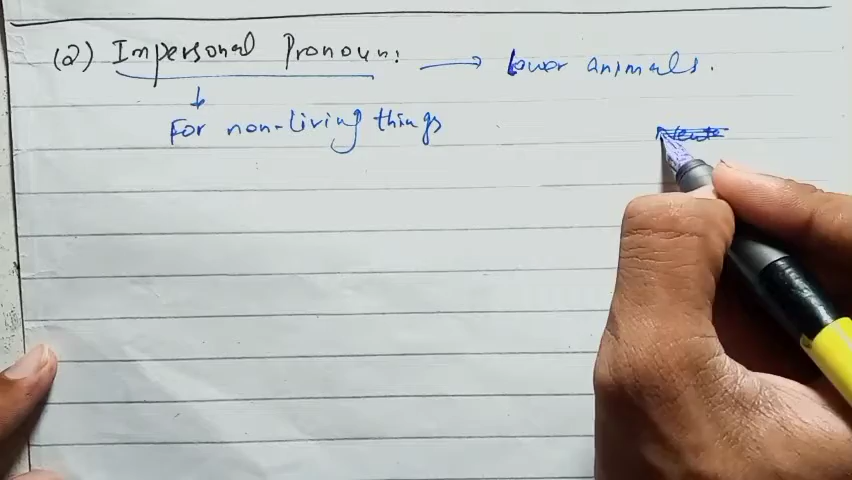 (2) Impersonal Pronoun: → lower animals.
↓
For non-living things